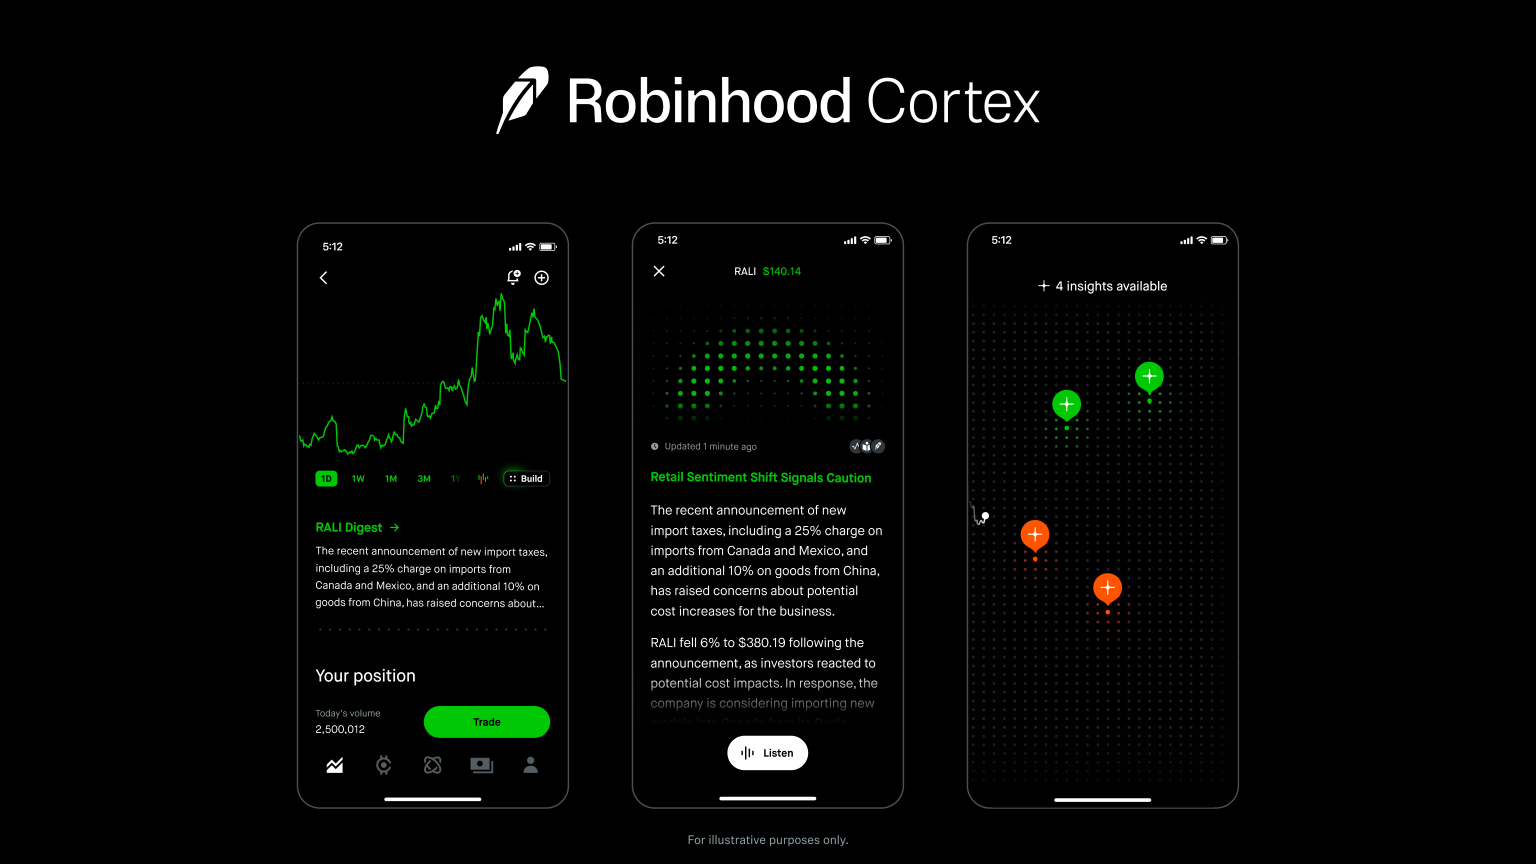 Robinhood Cortex
5:12
1D 1W 1M 3M 1Y Build
RALI Digest →
The recent announcement of new import taxes,
including a 25% charge on imports from
Canada and Mexico, and an additional 10% on
goods from China, has raised concerns about...
Your position
Today's volume
2,500,012
Trade
5:12
RALI $140.14
Updated 1 minute ago
Retail Sentiment Shift Signals Caution
The recent announcement of new
import taxes, including a 25% charge on
imports from Canada and Mexico, and
an additional 10% on goods from China,
has raised concerns about potential
cost increases for the business.
RALI fell 6% to $380.19 following the
announcement, as investors reacted to
potential cost impacts. In response, the
company is considering importing new
Listen
5:12
4 insights available
For illustrative purposes only.